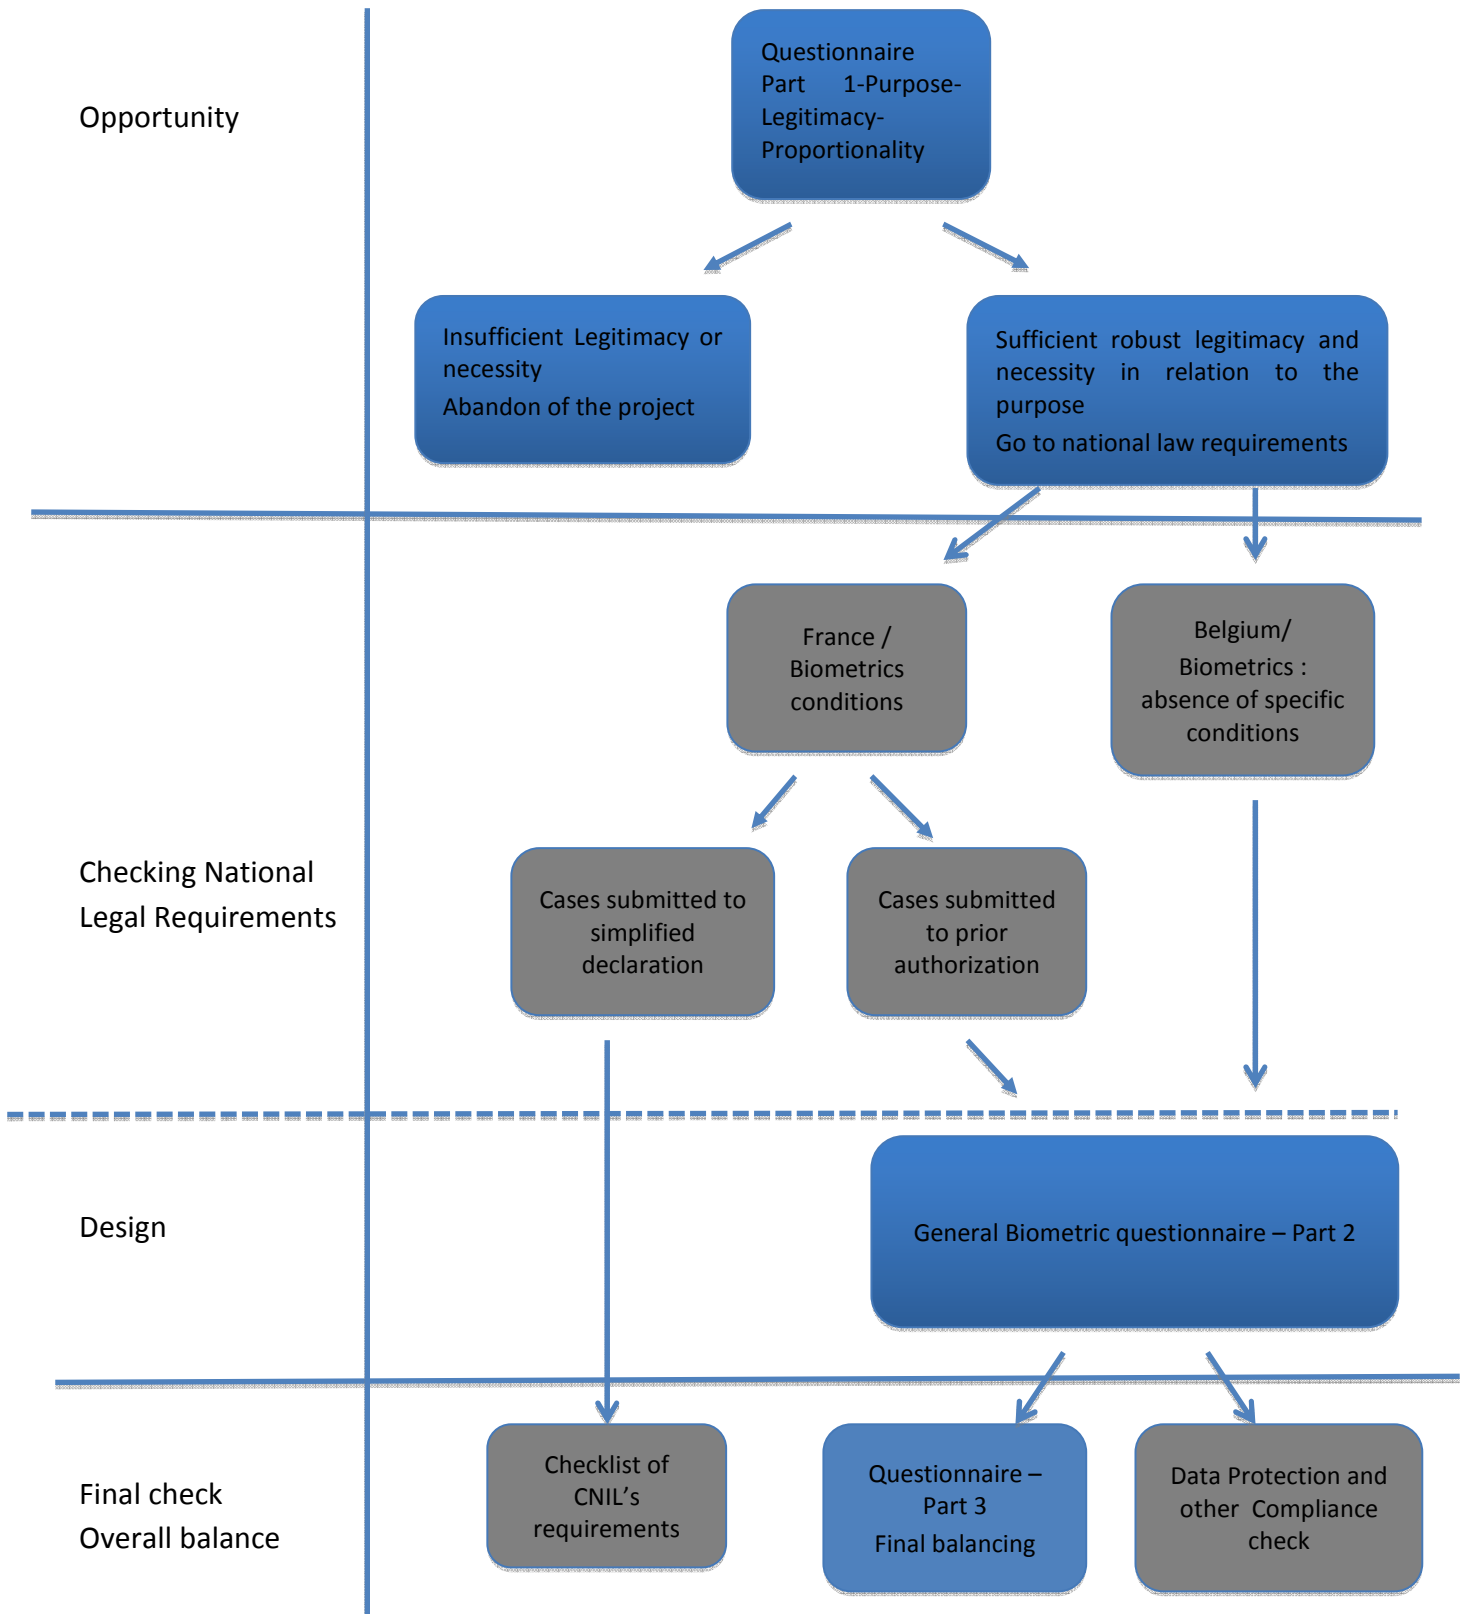 Opportunity
Questionnaire
Part 1-Purpose-
Legitimacy-
Proportionality
Insufficient Legitimacy or
necessity
Abandon of the project
Sufficient robust legitimacy and
necessity in relation to the
purpose
Go to national law requirements
Checking National
Legal Requirements
France /
Biometrics
conditions
Belgium/
Biometrics :
absence of specific
conditions
Cases submitted to
simplified
declaration
Cases submitted
to prior
authorization
Design
General Biometric questionnaire – Part 2
Final check
Overall balance
Checklist of
CNIL’s
requirements
Questionnaire –
Part 3
Final balancing
Data Protection and
other Compliance
check